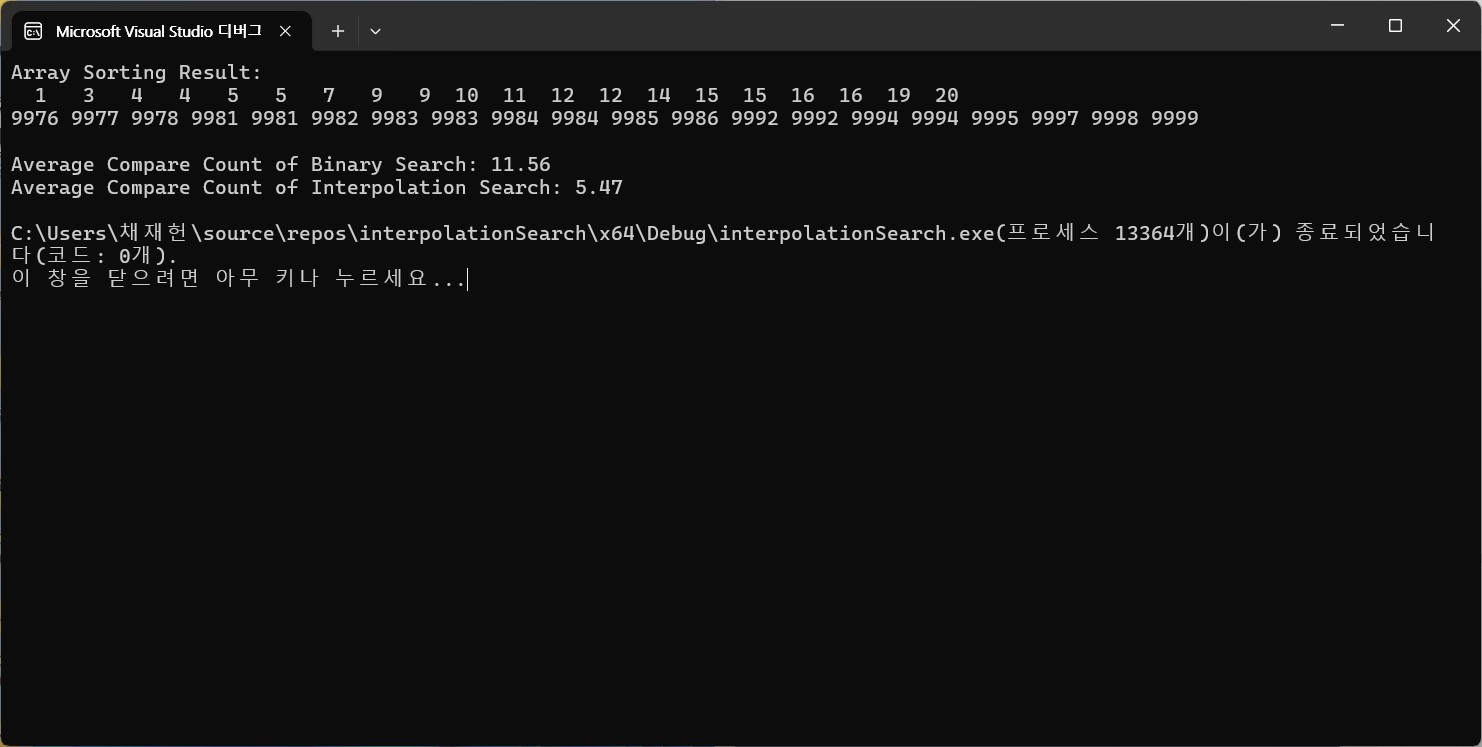 Microsoft Visual Studio 디버그
Array Sorting Result:
  1   3   4   4   5   5   7   9   9  10  11  12  12  14  15  15  16  16  19  20
9976 9977 9978 9981 9981 9982 9983 9983 9984 9984 9985 9986 9992 9992 9994 9994 9995 9997 9998 9999
Average Compare Count of Binary Search: 11.56
Average Compare Count of Interpolation Search: 5.47
C:\Users\채재헌\source\repos\interpolationSearch\x64\Debug\interpolationSearch.exe(프로세스 13364개)이(가) 종료되었습니
다(코드: 0개).
이 창을 닫으려면 아무 키나 누르세요...